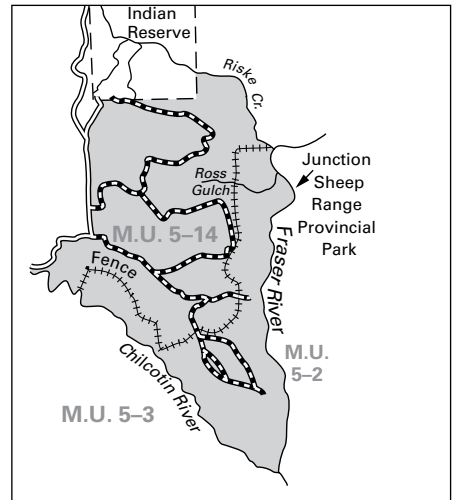 Indian
Reserve
Riske Cr.
Ross
Gulch
Junction
Sheep
Range
Provincial
Park
M.U. 5–14
Fraser River
Fence
M.U.
5–2
Chilcotin River
M.U. 5–3